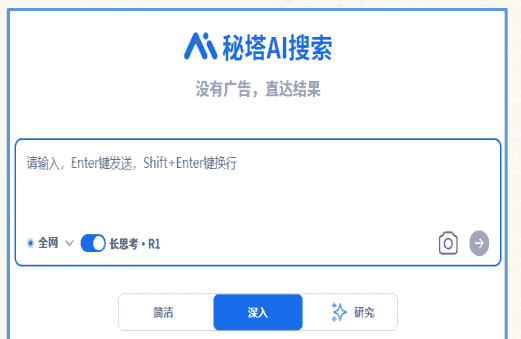 秘塔AI搜索
没有广告，直达结果
请输入，Enter键发送，Shift+Enter键换行
全网 长思考·R1
简洁 深入 研究